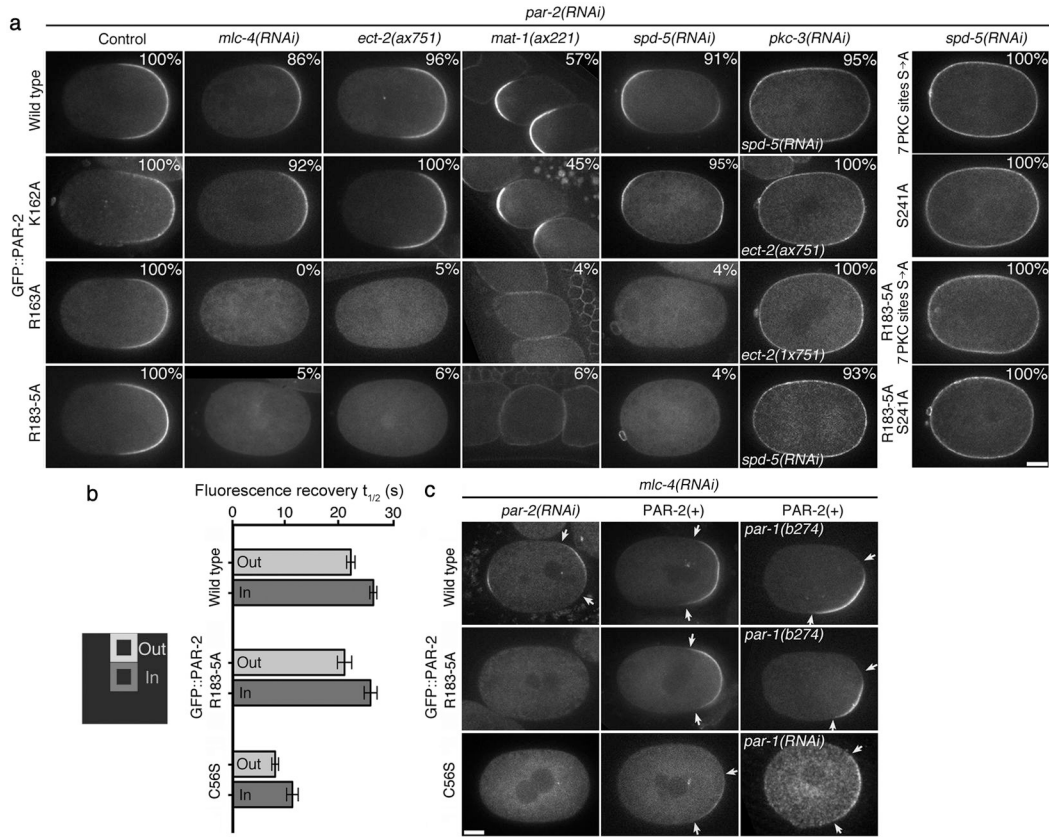 a
par-2(RNAi)
Control mlc-4(RNAi) ect-2(ax751) mat-1(ax221) spd-5(RNAi) pkc-3(RNAi) spd-5(RNAi)
GFP::PAR-2
Wild type
100% 86% 96% 57% 91% 95%
spd-5(RNAi)
7 PKC sites S→A
100%
K162A
100% 92% 100% 45% 95% 100%
ect-2(ax751)
S241A
100%
R163A
100% 0% 5% 4% 4% 100%
ect-2(1x751)
R183-5A
7 PKC sites S→A
100%
R183-5A
100% 5% 6% 6% 4% 93%
spd-5(RNAi)
R183-5A
S241A
100%
b
Out
In
Fluorescence recovery t1/2 (s)
0 10 20 30
GFP::PAR-2
Wild type
Out
In
R183-5A
Out
In
C56S
Out
In
c
mlc-4(RNAi)
par-2(RNAi) PAR-2(+) PAR-2(+)
GFP::PAR-2
Wild type
par-1(b274)
R183-5A
par-1(b274)
C56S
par-1(RNAi)